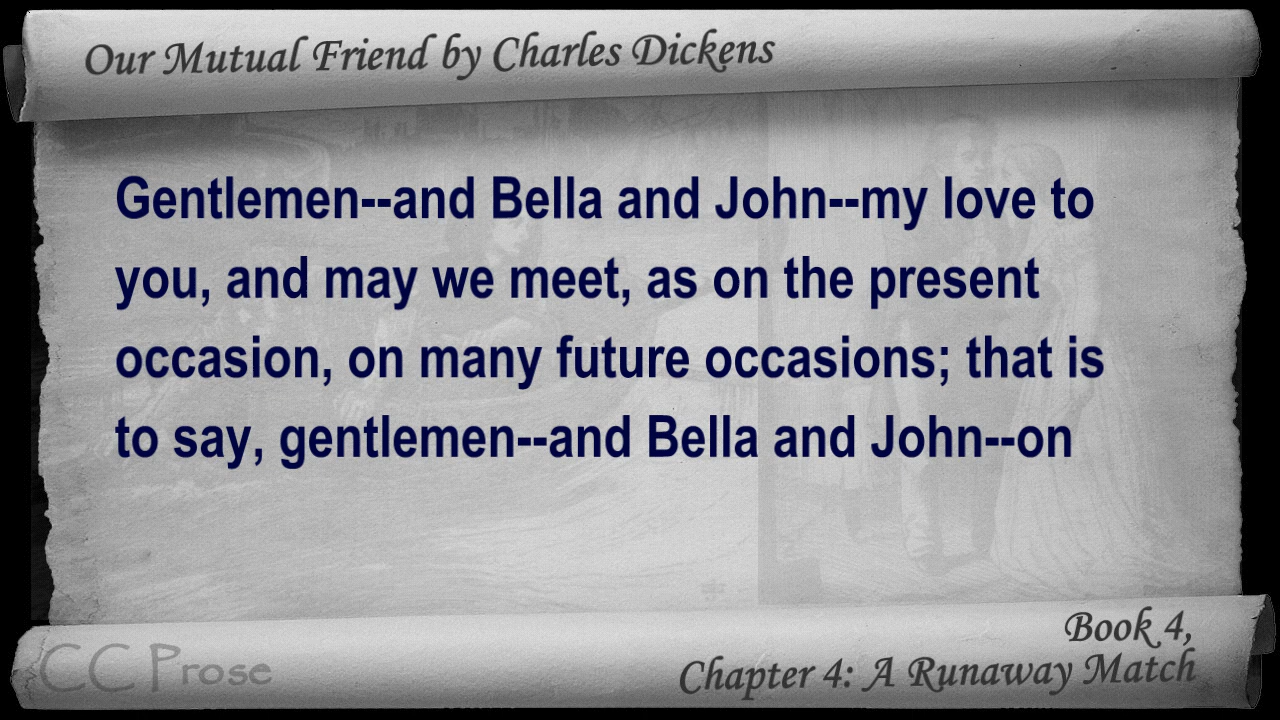 Our Mutual Friend by Charles Dickens
Gentlemen--and Bella and John--my love to
you, and may we meet, as on the present
occasion, on many future occasions; that is
to say, gentlemen--and Bella and John--on
Book 4,
Chapter 4: A Runaway Match
CC Prose